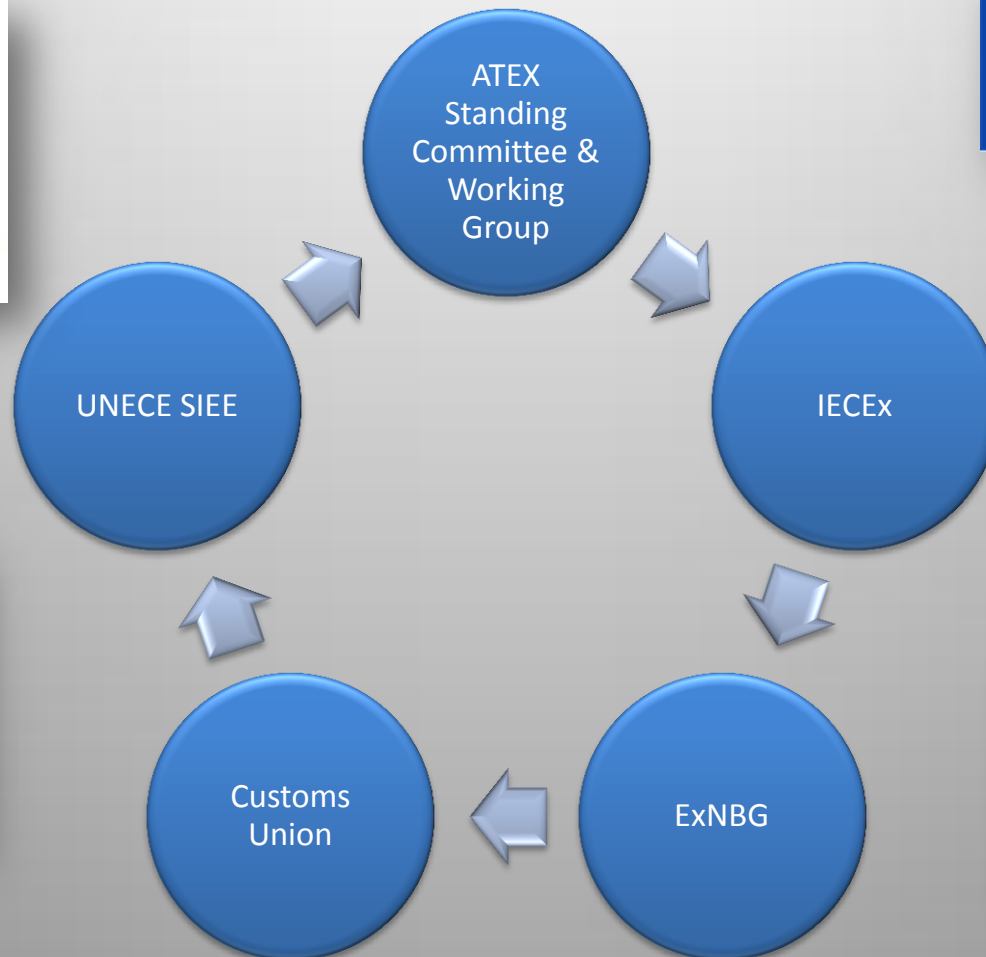 ATEX
Standing
Committee &
Working
Group
UNECE SIEE
IECEx
Customs
Union
ExNBG